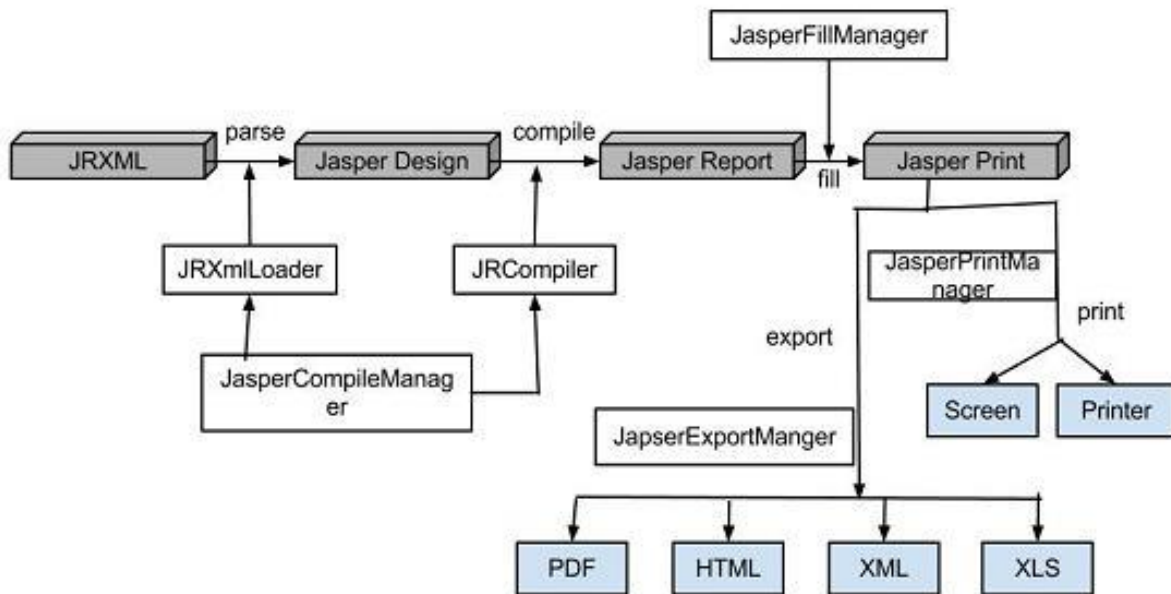 JasperFillManager
parse
compile
JRXML
Jasper Design
Jasper Report
fill
Jasper Print
JRXmlLoader
JRCompiler
JasperPrintMa
nager
print
export
JasperCompileManag
er
Screen
Printer
JapserExportManger
PDF
HTML
XML
XLS